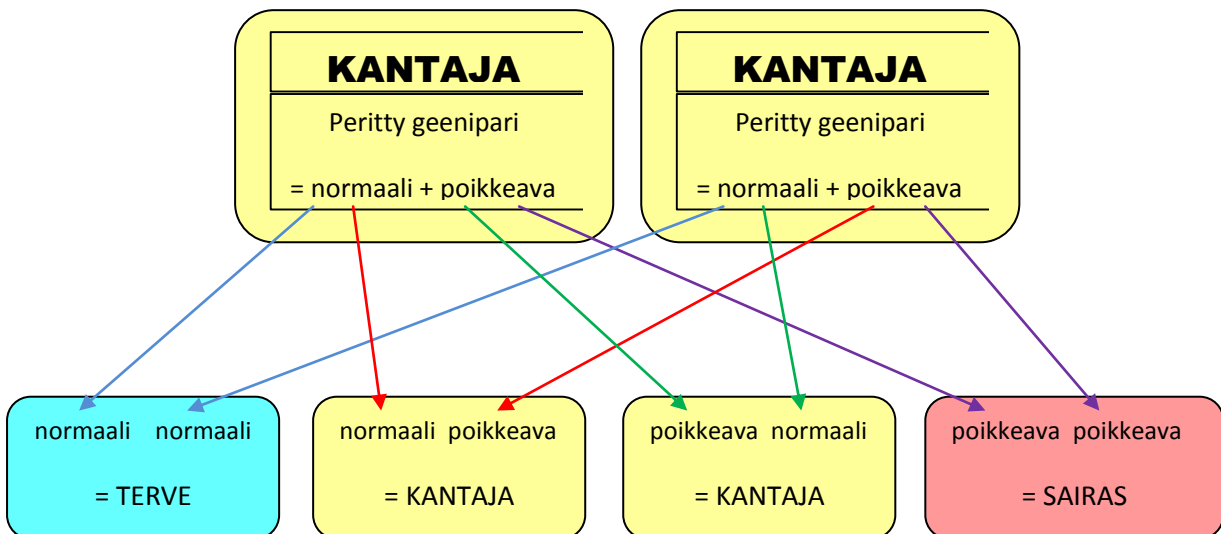 KANTAJA
Peritty geenipari
= normaali + poikkeava
KANTAJA
Peritty geenipari
= normaali + poikkeava
normaali normaali
= TERVE
normaali poikkeava
= KANTAJA
poikkeava normaali
= KANTAJA
poikkeava poikkeava
= SAIRAS